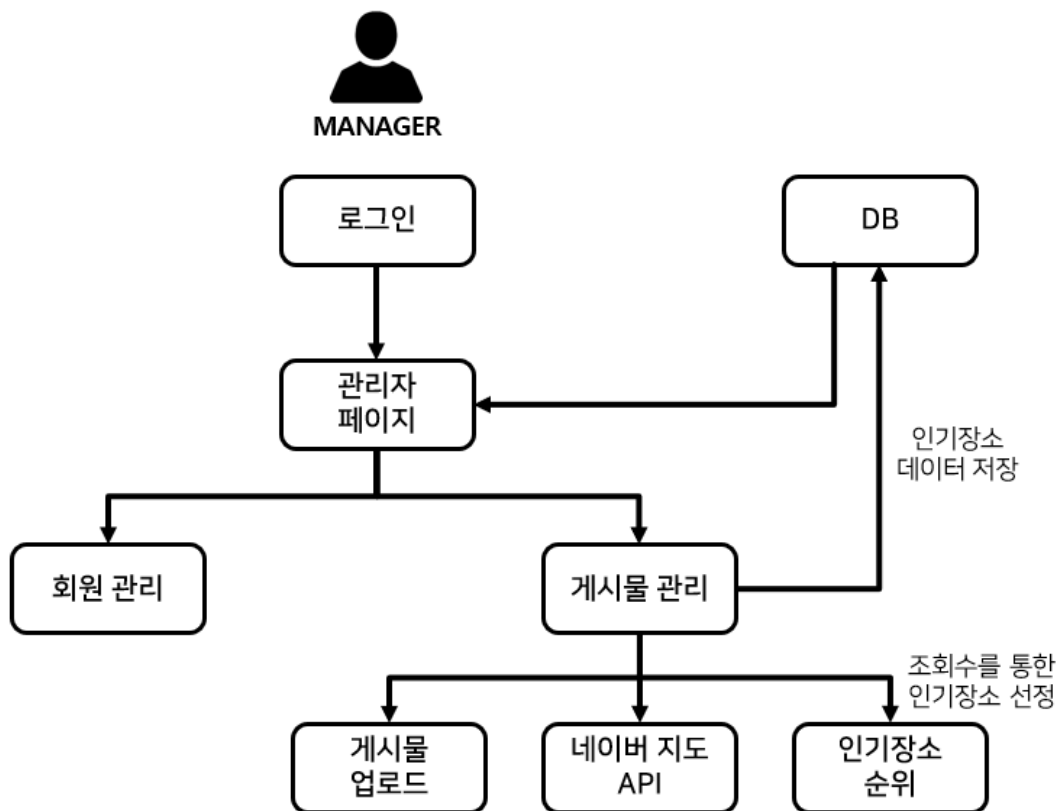 MANAGER
로그인
DB
관리자
페이지
인기장소
데이터 저장
회원 관리
게시물 관리
조회수를 통한
인기장소 선정
게시물
업로드
네이버 지도
API
인기장소
순위